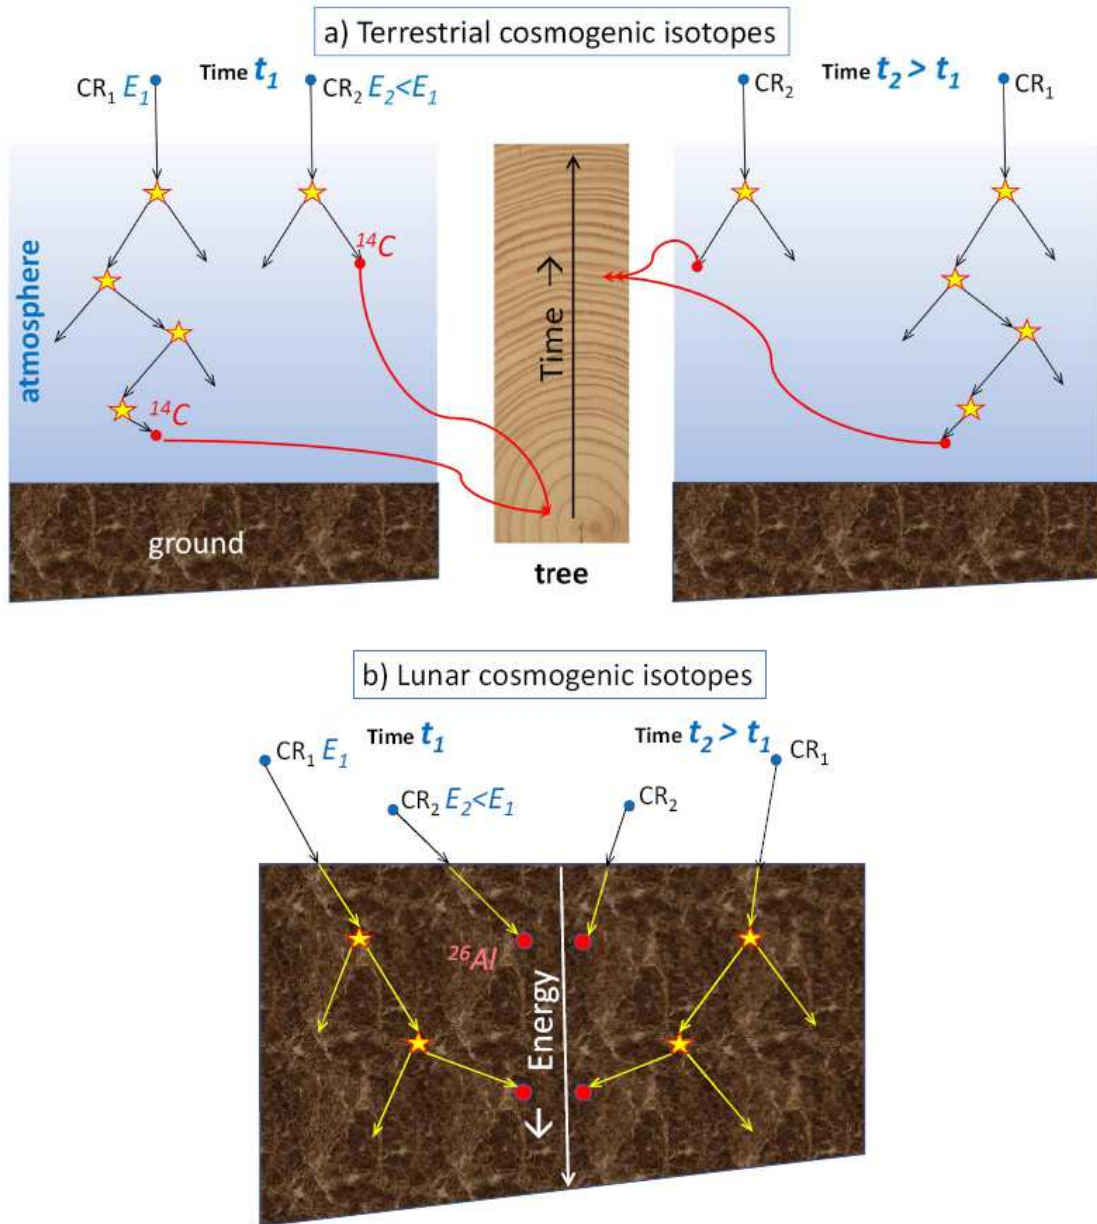 a) Terrestrial cosmogenic isotopes
CR₁ E₁
Time t₁
CR₂ E₂<E₁
Time t₂ > t₁
CR₂
CR₁
atmosphere
¹⁴C
¹⁴C
Time →
ground
tree
b) Lunar cosmogenic isotopes
CR₁ E₁
Time t₁
Time t₂ > t₁
CR₁
CR₂ E₂<E₁
CR₂
²⁶Al
← Energy